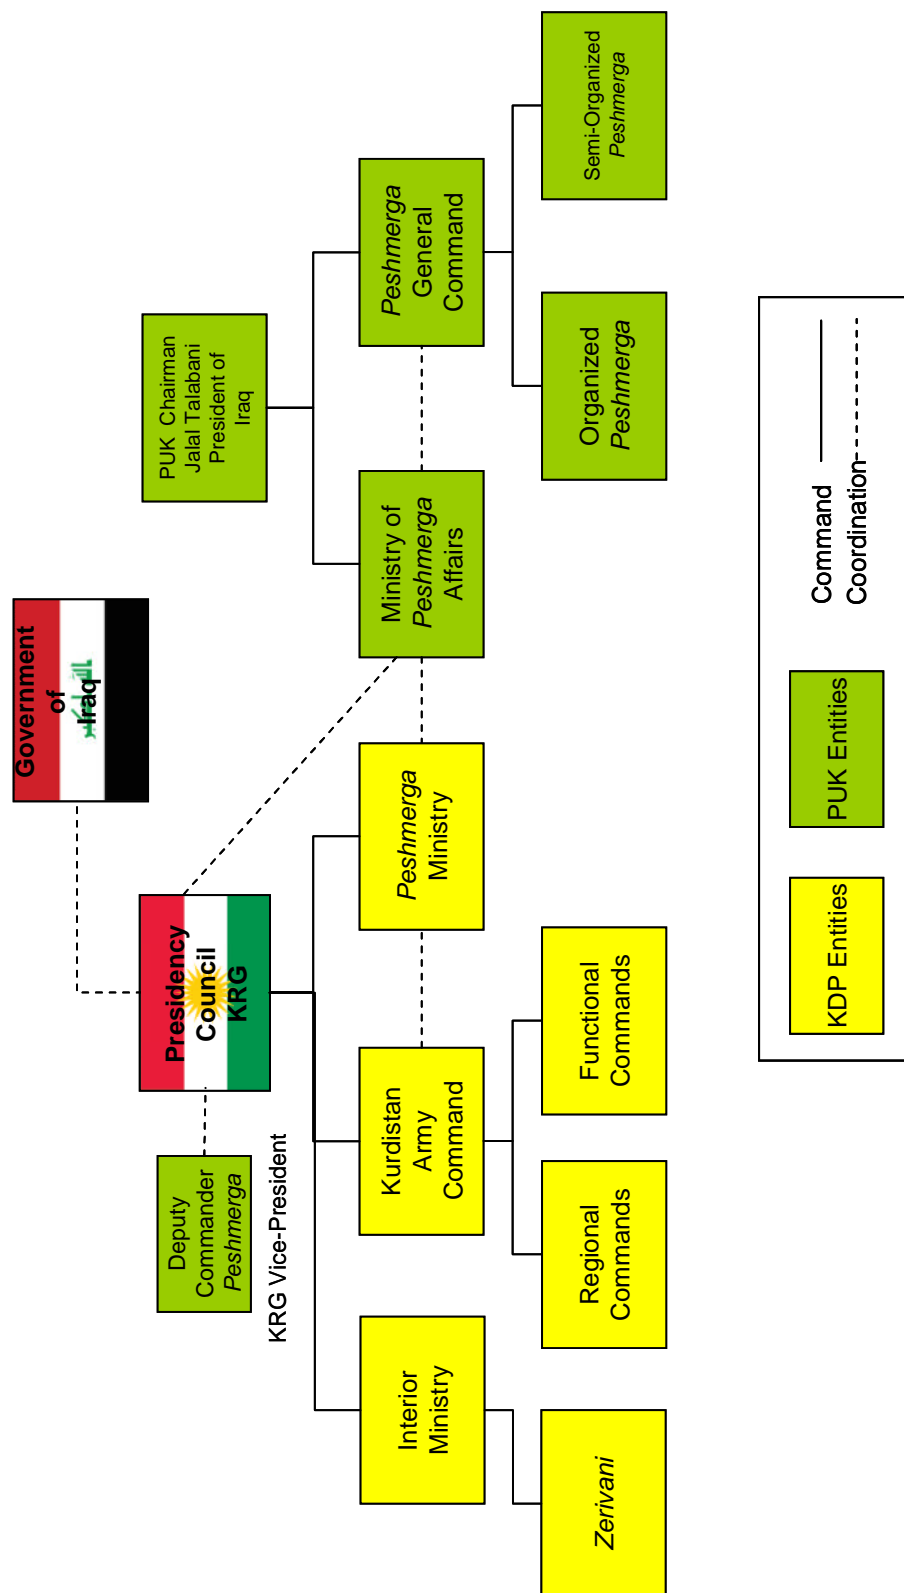 Government
of
Iraq
الله اكبر
PUK Chairman
Jalal Talabani
President of
Iraq
Deputy
Commander
Peshmerga
KRG Vice-President
Presidency
Council
KRG
Interior
Ministry
Kurdistan
Army
Command
Peshmerga
Ministry
Ministry of
Peshmerga
Affairs
Peshmerga
General
Command
Zerivani
Regional
Commands
Functional
Commands
Organized
Peshmerga
Semi-Organized
Peshmerga
KDP Entities
PUK Entities
Command
Coordination